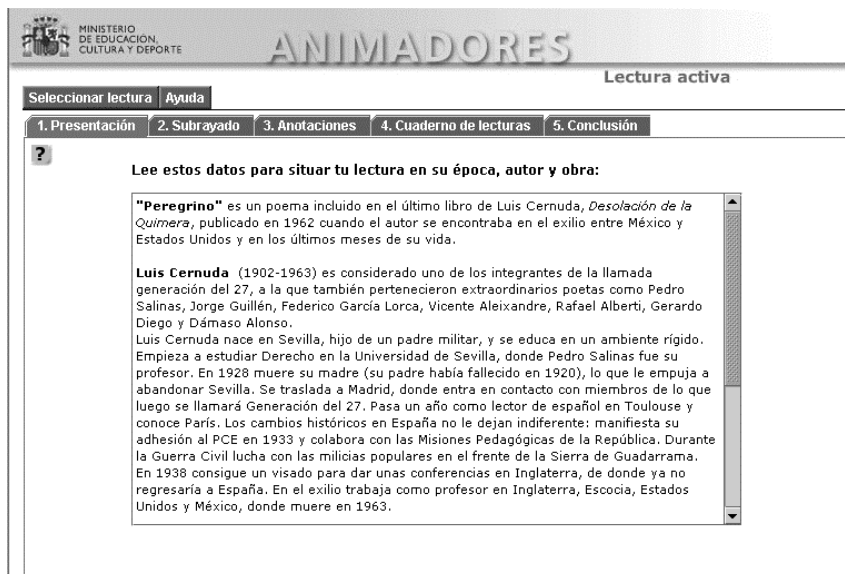 MINISTERIO
DE EDUCACIÓN,
CULTURA Y DEPORTE
ANIMADORES
Lectura activa
Seleccionar lectura Ayuda
1. Presentación 2. Subrayado 3. Anotaciones 4. Cuaderno de lecturas 5. Conclusión
?
Lee estos datos para situar tu lectura en su época, autor y obra:
"Peregrino" es un poema incluido en el último libro de Luis Cernuda, Desolación de la
Quimera, publicado en 1962 cuando el autor se encontraba en el exilio entre México y
Estados Unidos y en los últimos meses de su vida.
Luis Cernuda (1902-1963) es considerado uno de los integrantes de la llamada
generación del 27, a la que también pertenecieron extraordinarios poetas como Pedro
Salinas, Jorge Guillén, Federico García Lorca, Vicente Aleixandre, Rafael Alberti, Gerardo
Diego y Dámaso Alonso.
Luis Cernuda nace en Sevilla, hijo de un padre militar, y se educa en un ambiente rígido.
Empieza a estudiar Derecho en la Universidad de Sevilla, donde Pedro Salinas fue su
profesor. En 1928 muere su madre (su padre había fallecido en 1920), lo que le empuja a
abandonar Sevilla. Se traslada a Madrid, donde entra en contacto con miembros de lo que
luego se llamará Generación del 27. Pasa un año como lector de español en Toulouse y
conoce París. Los cambios históricos en España no le dejan indiferente: manifiesta su
adhesión al PCE en 1933 y colabora con las Misiones Pedagógicas de la República. Durante
la Guerra Civil lucha con las milicias populares en el frente de la Sierra de Guadarrama.
En 1938 consigue un visado para dar unas conferencias en Inglaterra, de donde ya no
regresaría a España. En el exilio trabaja como profesor en Inglaterra, Escocia, Estados
Unidos y México, donde muere en 1963.